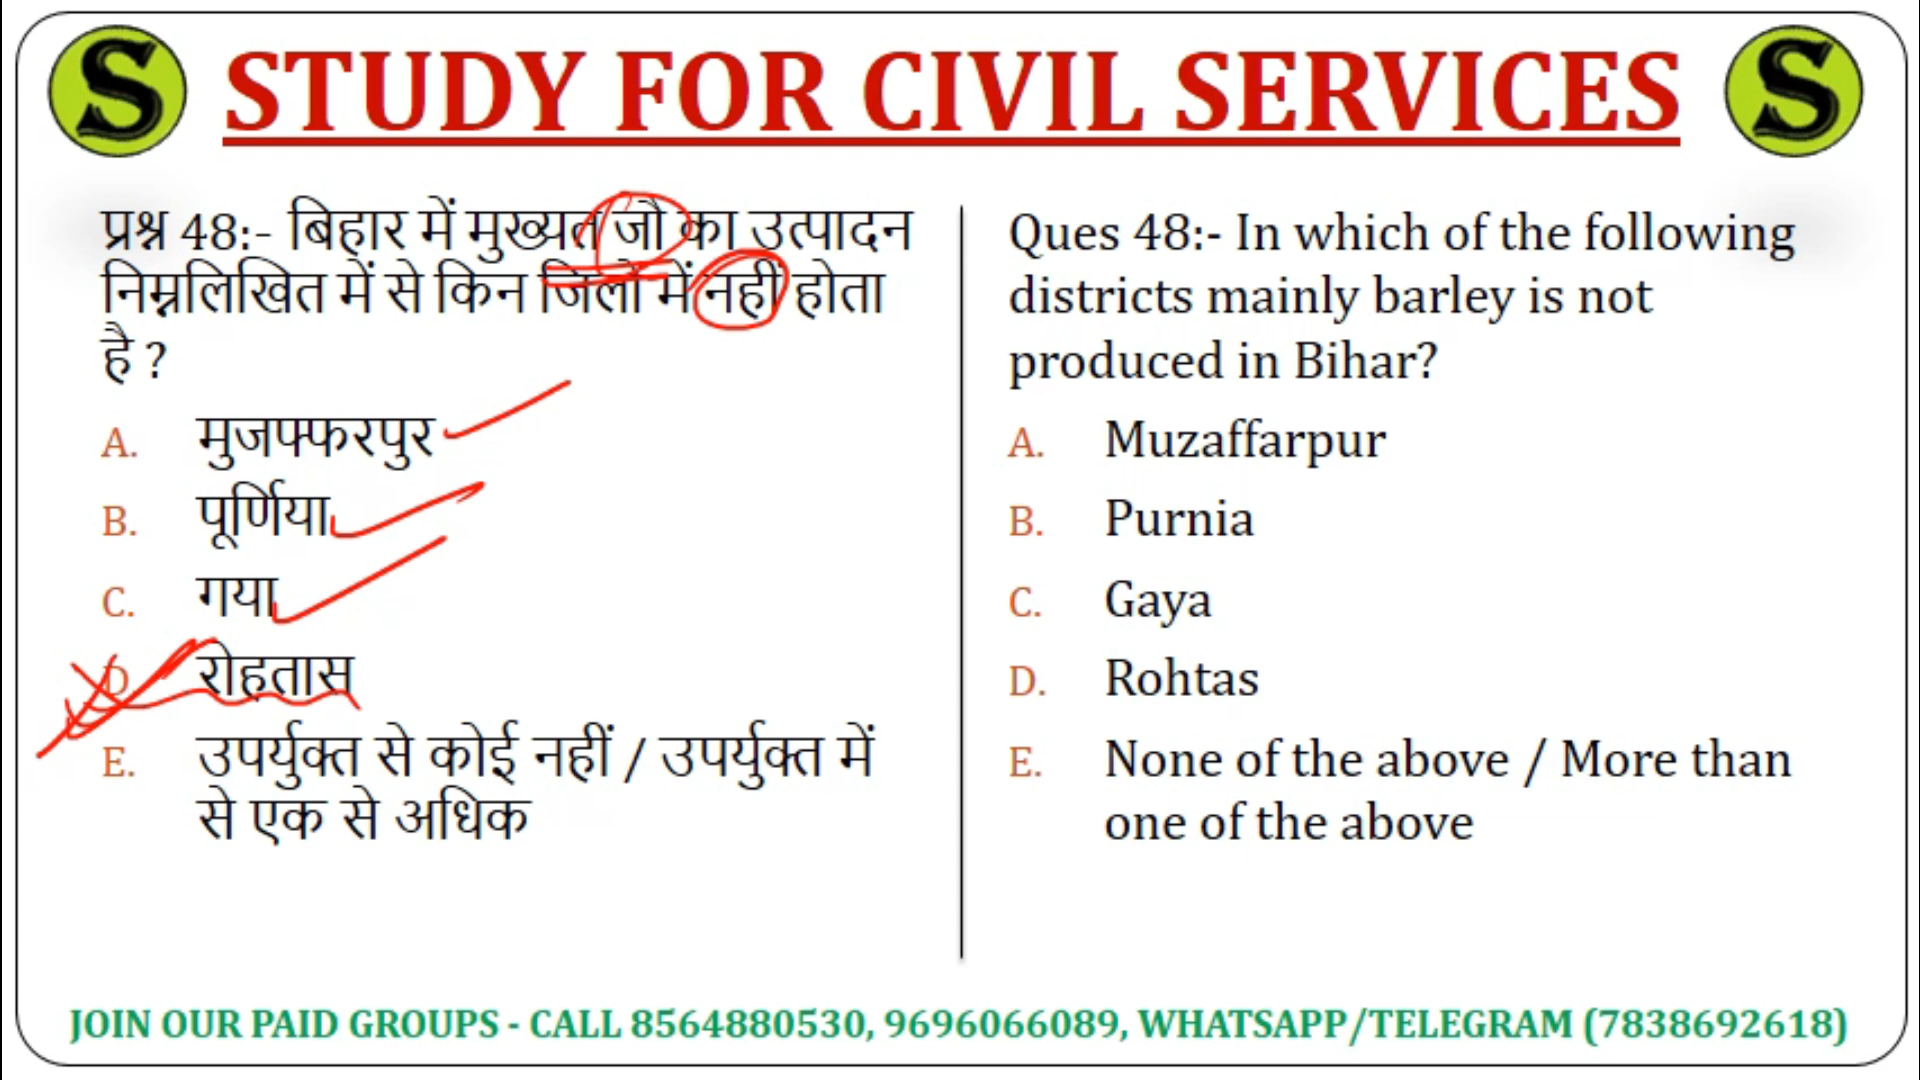 S STUDY FOR CIVIL SERVICES S
प्रश्न 48:- बिहार में मुख्यत जौ का उत्पादन
निम्नलिखित में से किन जिलों में नहीं होता
है ?
A. मुजफ्फरपुर
B. पूर्णिया
C. गया
D रोहतास
E. उपर्युक्त से कोई नहीं / उपर्युक्त में
से एक से अधिक
Ques 48:- In which of the following
districts mainly barley is not
produced in Bihar?
A. Muzaffarpur
B. Purnia
C. Gaya
D. Rohtas
E. None of the above / More than
one of the above
JOIN OUR PAID GROUPS - CALL 8564880530, 9696066089, WHATSAPP/TELEGRAM (7838692618)